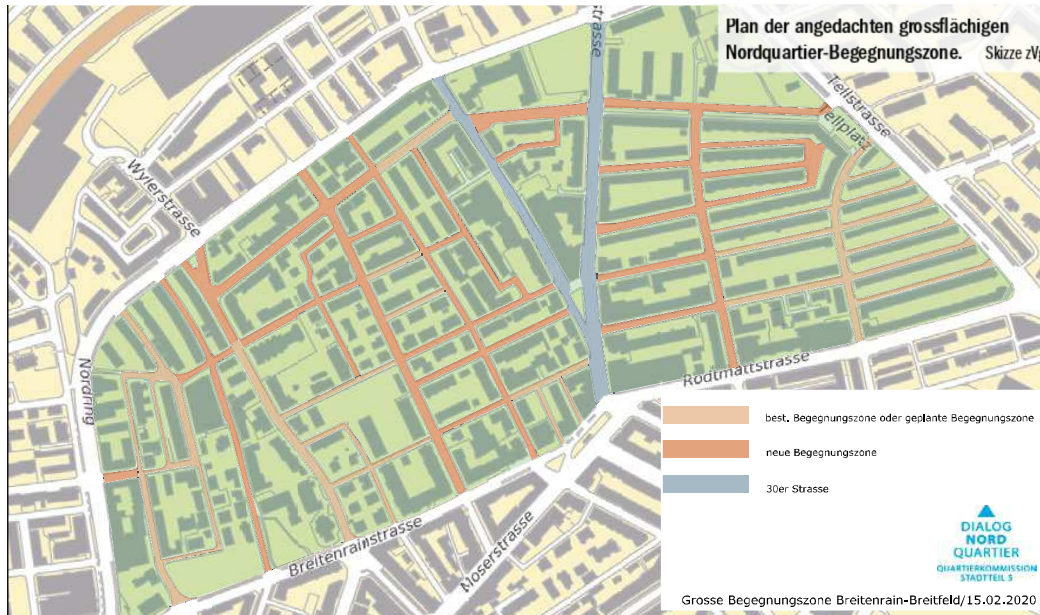 Plan der angedachten grossflächigen
Nordquartier-Begegnungszone. Skizze zVg
strasse
Tellstrasse
Tellplatz
Wylerstrasse
Nordring
Rodtmattstrasse
Breitenrainstrasse
Moserstrasse
best. Begegnungszone oder geplante Begegnungszone
neue Begegnungszone
30er Strasse
DIALOG
NORD
QUARTIER
QUARTIERKOMMISSION
STADTTEIL 5
Grosse Begegnungszone Breitenrain-Breitfeld/15.02.2020